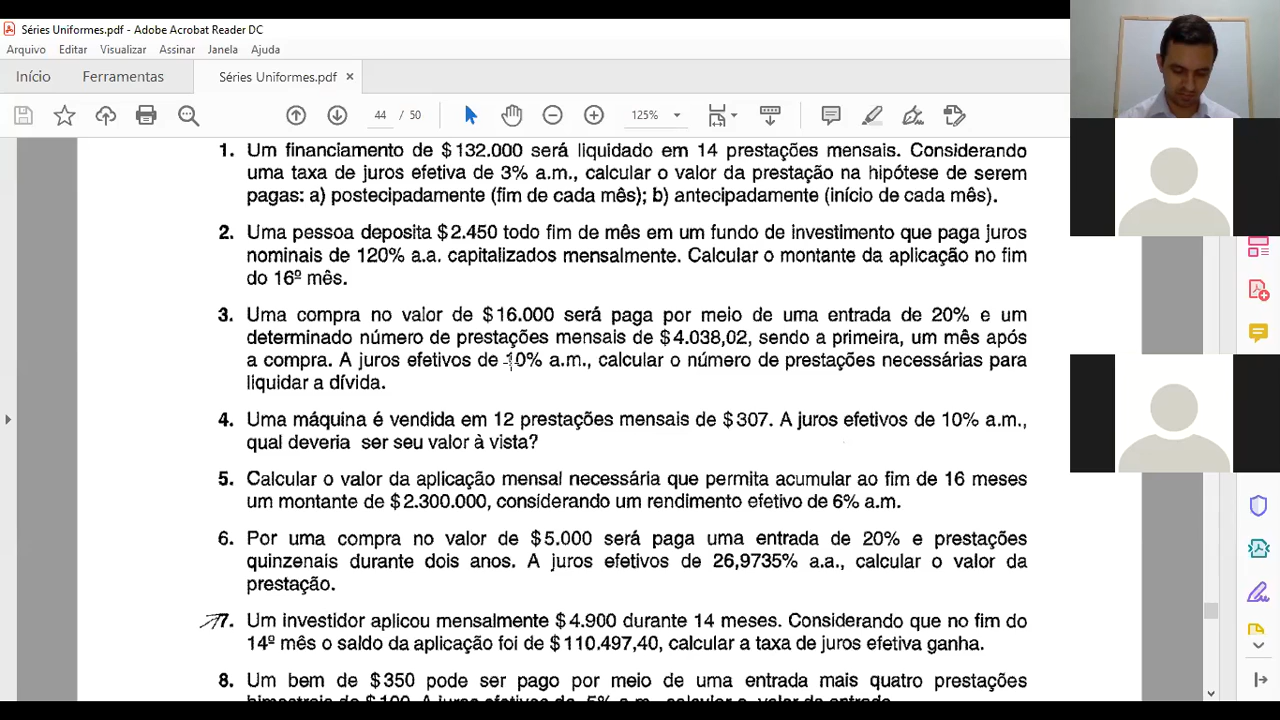 Séries Uniformes.pdf - Adobe Acrobat Reader DC
Arquivo Editar Visualizar Assinar Janela Ajuda
Início Ferramentas Séries Uniformes.pdf ×
44 / 50 125%
1. Um financiamento de $132.000 será liquidado em 14 prestações mensais. Considerando
uma taxa de juros efetiva de 3% a.m., calcular o valor da prestação na hipótese de serem
pagas: a) postecipadamente (fim de cada mês); b) antecipadamente (início de cada mês).
2. Uma pessoa deposita $2.450 todo fim de mês em um fundo de investimento que paga juros
nominais de 120% a.a. capitalizados mensalmente. Calcular o montante da aplicação no fim
do 16º mês.
3. Uma compra no valor de $16.000 será paga por meio de uma entrada de 20% e um
determinado número de prestações mensais de $4.038,02, sendo a primeira, um mês após
a compra. A juros efetivos de 10% a.m., calcular o número de prestações necessárias para
liquidar a dívida.
4. Uma máquina é vendida em 12 prestações mensais de $307. A juros efetivos de 10% a.m.,
qual deveria ser seu valor à vista?
5. Calcular o valor da aplicação mensal necessária que permita acumular ao fim de 16 meses
um montante de $2.300.000, considerando um rendimento efetivo de 6% a.m.
6. Por uma compra no valor de $5.000 será paga uma entrada de 20% e prestações
quinzenais durante dois anos. A juros efetivos de 26,9735% a.a., calcular o valor da
prestação.
7. Um investidor aplicou mensalmente $4.900 durante 14 meses. Considerando que no fim do
14º mês o saldo da aplicação foi de $110.497,40, calcular a taxa de juros efetiva ganha.
8. Um bem de $350 pode ser pago por meio de uma entrada mais quatro prestações